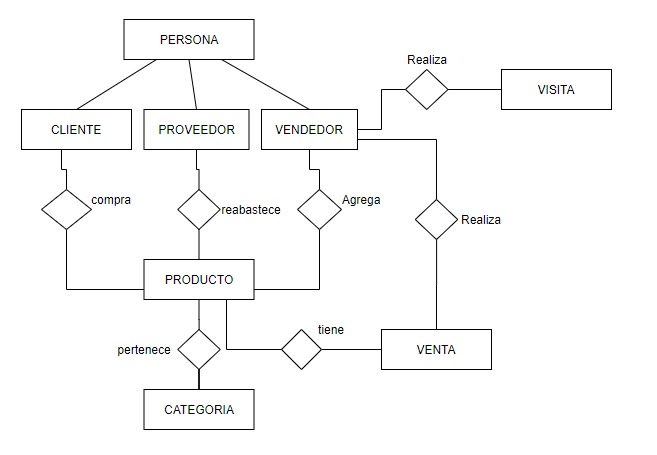 PERSONA
Realiza
VISITA
CLIENTE
PROVEEDOR
VENDEDOR
compra
reabastece
Agrega
Realiza
PRODUCTO
tiene
pertenece
VENTA
CATEGORIA